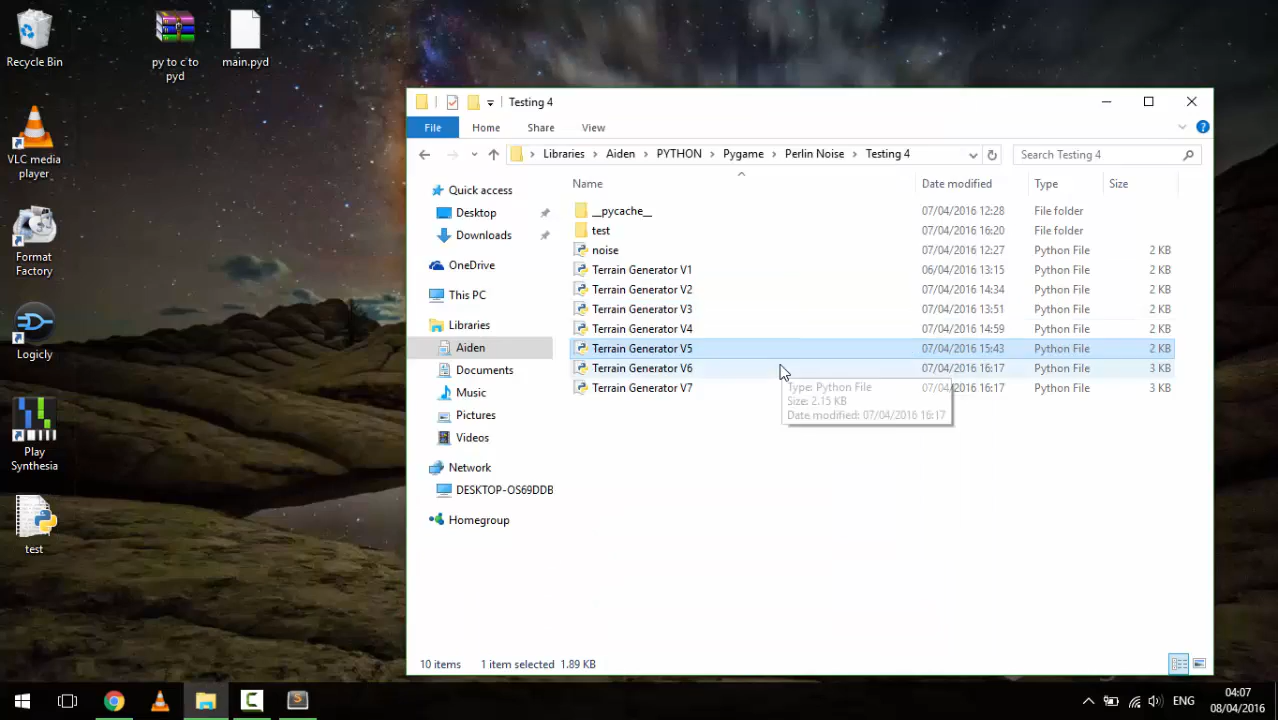 Recycle Bin
py to c to
pyd
main.pyd
VLC media
player
Format
Factory
Logicly
Play
Synthesia
test
Testing 4
File Home Share View
Libraries Aiden PYTHON Pygame Perlin Noise Testing 4 Search Testing 4
Name Date modified Type Size
Quick access
Desktop
Downloads
OneDrive
This PC
Libraries
Aiden
Documents
Music
Pictures
Videos
Network
DESKTOP-OS69DDB
Homegroup
__pycache__ 07/04/2016 12:28 File folder
test 07/04/2016 16:20 File folder
noise 07/04/2016 12:27 Python File 2 KB
Terrain Generator V1 06/04/2016 13:15 Python File 2 KB
Terrain Generator V2 07/04/2016 14:34 Python File 2 KB
Terrain Generator V3 07/04/2016 13:51 Python File 2 KB
Terrain Generator V4 07/04/2016 14:59 Python File 2 KB
Terrain Generator V5 07/04/2016 15:43 Python File 2 KB
Terrain Generator V6 07/04/2016 16:17 Python File 3 KB
Terrain Generator V7 07/04/2016 16:17 Python File 3 KB
Type: Python File
Size: 2.15 KB
Date modified: 07/04/2016 16:17
10 items 1 item selected 1.89 KB
ENG
04:07
08/04/2016